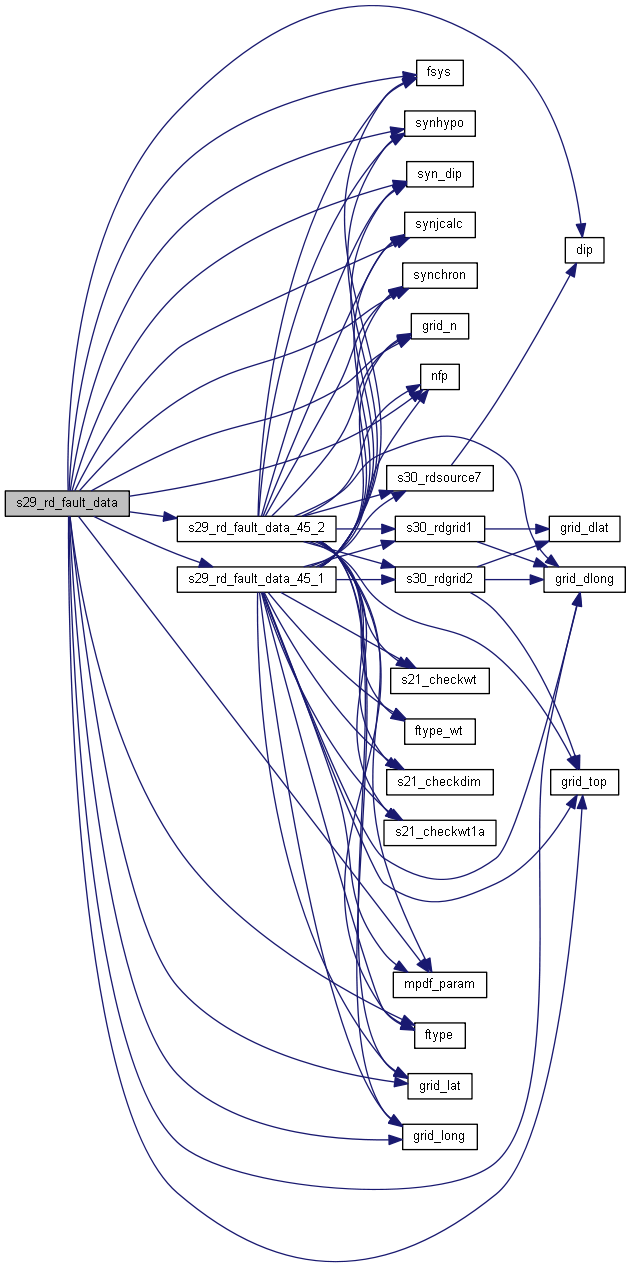 fsys
synhypo
syn_dip
synjcalc
dip
synchron
grid_n
nfp
s30_rdsource7
s29_rd_fault_data
s29_rd_fault_data_45_2
s30_rdgrid1
grid_dlat
s29_rd_fault_data_45_1
s30_rdgrid2
grid_dlong
s21_checkwt
ftype_wt
s21_checkdim
grid_top
s21_checkwt1a
mpdf_param
ftype
grid_lat
grid_long